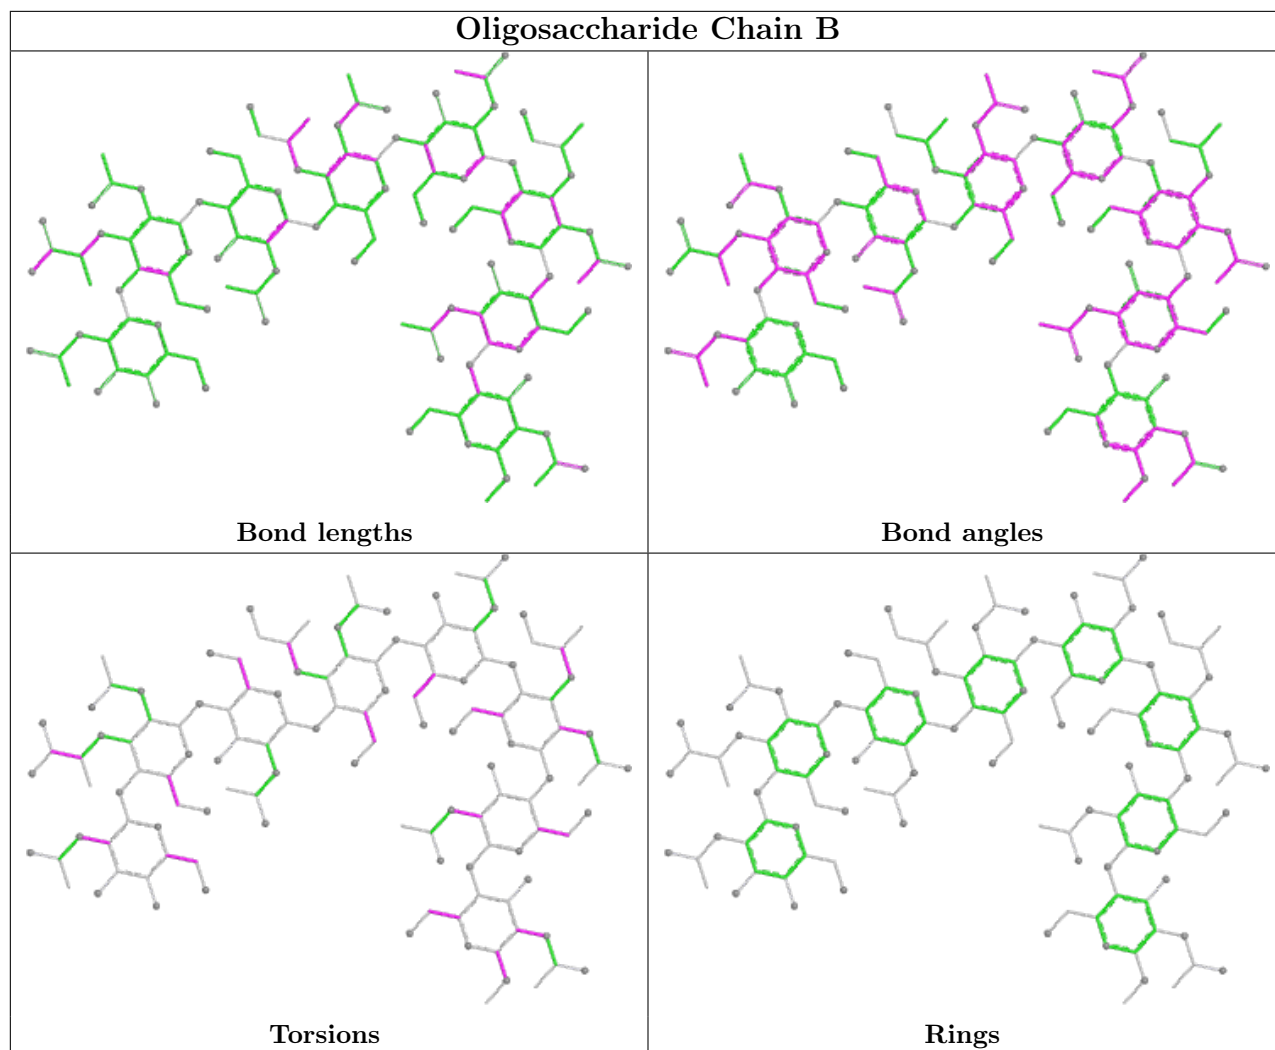 Oligosaccharide Chain B
Bond lengths
Bond angles
Torsions
Rings